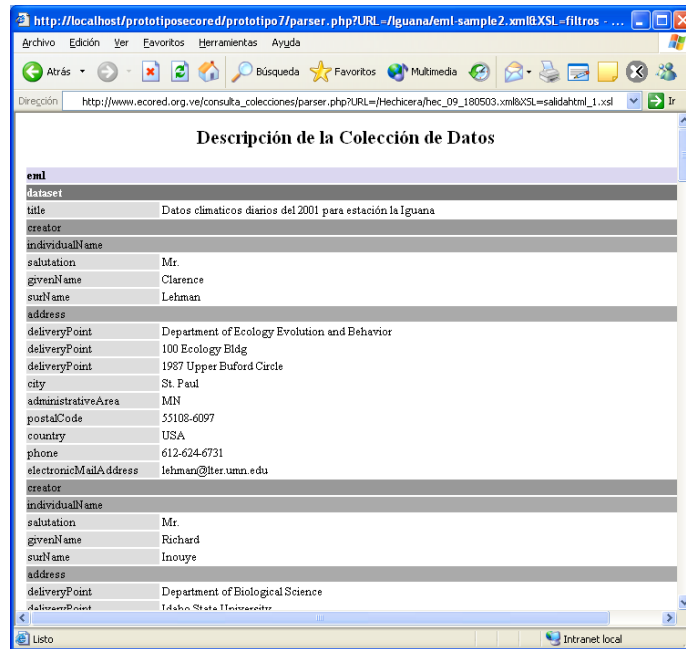 http://localhost/prototiposecored/prototipo7/parser.php?URL=/Iguana/eml-sample2.xml&XSL=filtros - ...
Archivo Edición Ver Favoritos Herramientas Ayuda
Atrás Búsqueda Favoritos Multimedia
Dirección http://www.ecored.org.ve/consulta_colecciones/parser.php?URL=/Hechicera/hec_09_180503.xml&XSL=salidahtml_1.xsl Ir
Descripción de la Colección de Datos
eml
dataset
title Datos climaticos diarios del 2001 para estación la Iguana
creator
individualName
salutation Mr.
givenName Clarence
surName Lehman
address
deliveryPoint Department of Ecology Evolution and Behavior
deliveryPoint 100 Ecology Bldg
deliveryPoint 1987 Upper Buford Circle
city St. Paul
administrativeArea MN
postalCode 55108-6097
country USA
phone 612-624-6731
electronicMailAddress lehman@lter.umn.edu
creator
individualName
salutation Mr.
givenName Richard
surName Inouye
address
deliveryPoint Department of Biological Science
deliveryPoint Idaho State University
Listo Intranet local